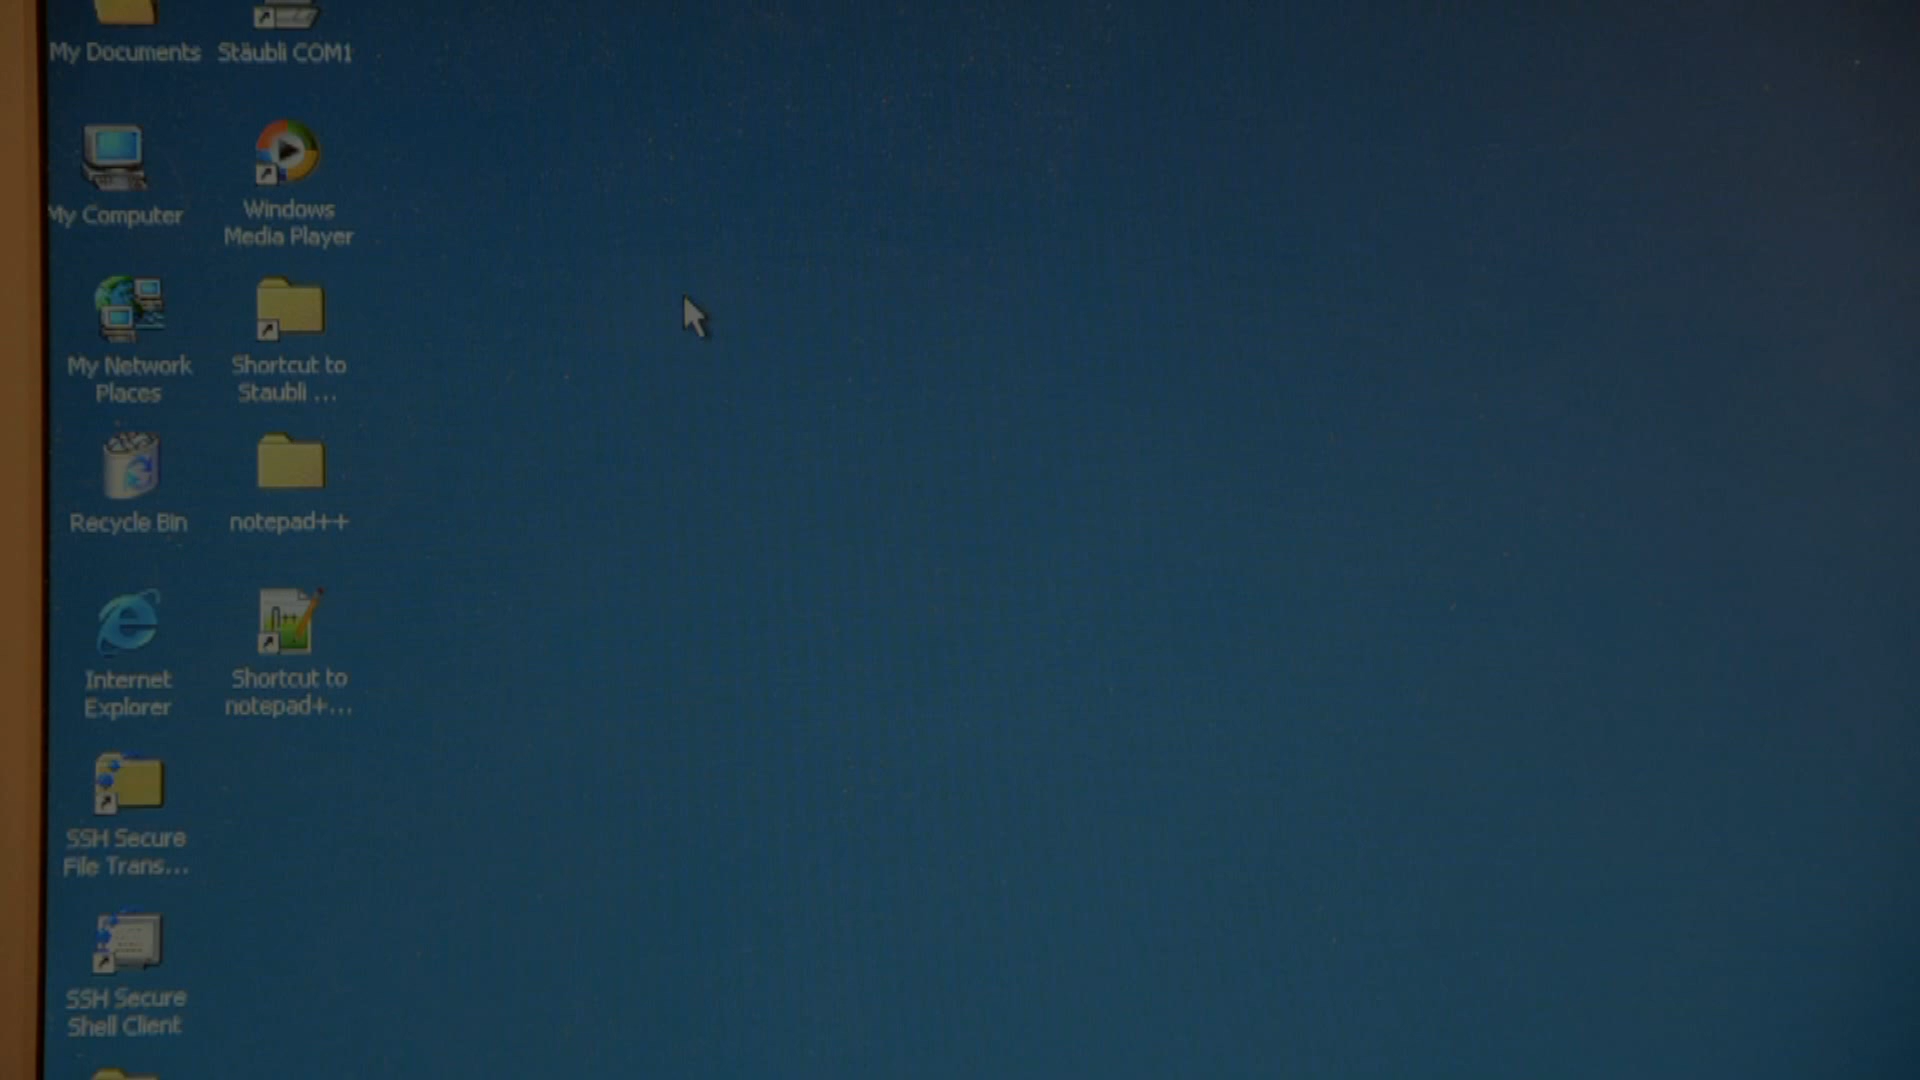 My Documents
Stäubli COM1
My Computer
Windows
Media Player
My Network
Places
Shortcut to
Staubli ...
Recycle Bin
notepad++
Internet
Explorer
Shortcut to
notepad+...
SSH Secure
File Trans...
SSH Secure
Shell Client